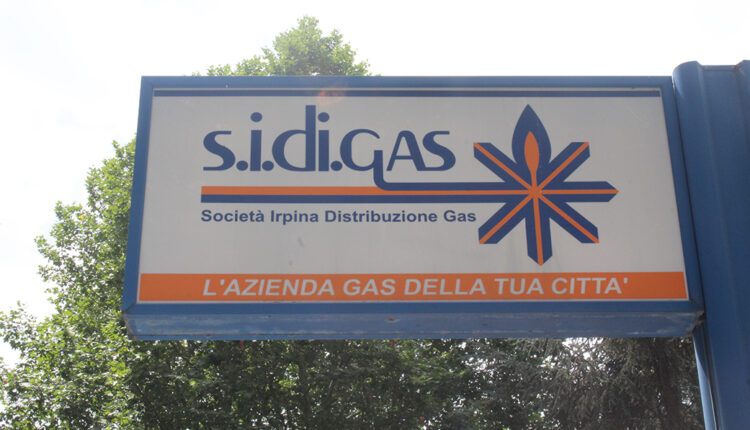 s.i.di.GAS
Società Irpina Distribuzione Gas
L'AZIENDA GAS DELLA TUA CITTA'